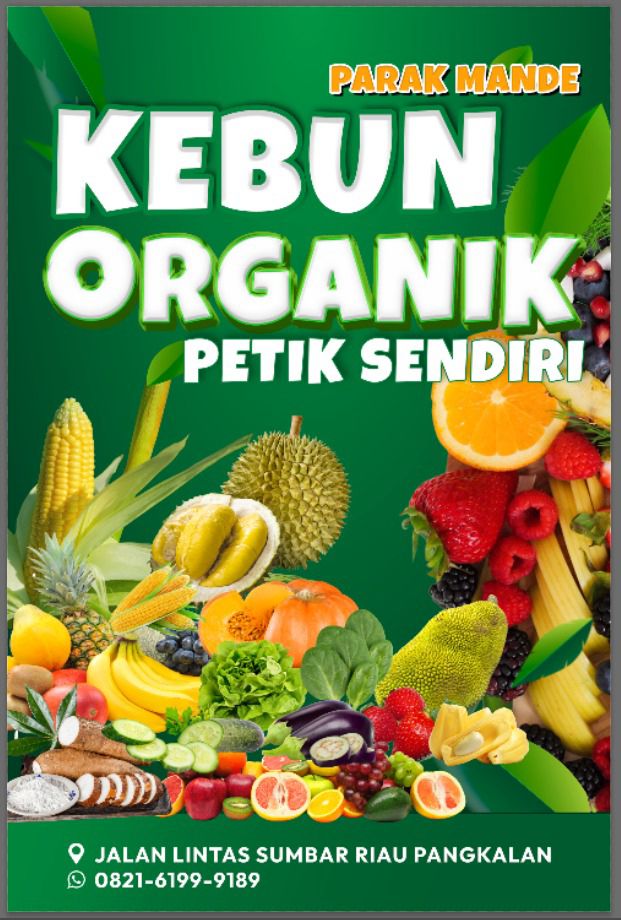 PARAK MANDE
KEBUN
ORGANIK
PETIK SENDIRI
JALAN LINTAS SUMBAR RIAU PANGKALAN
0821-6199-9189